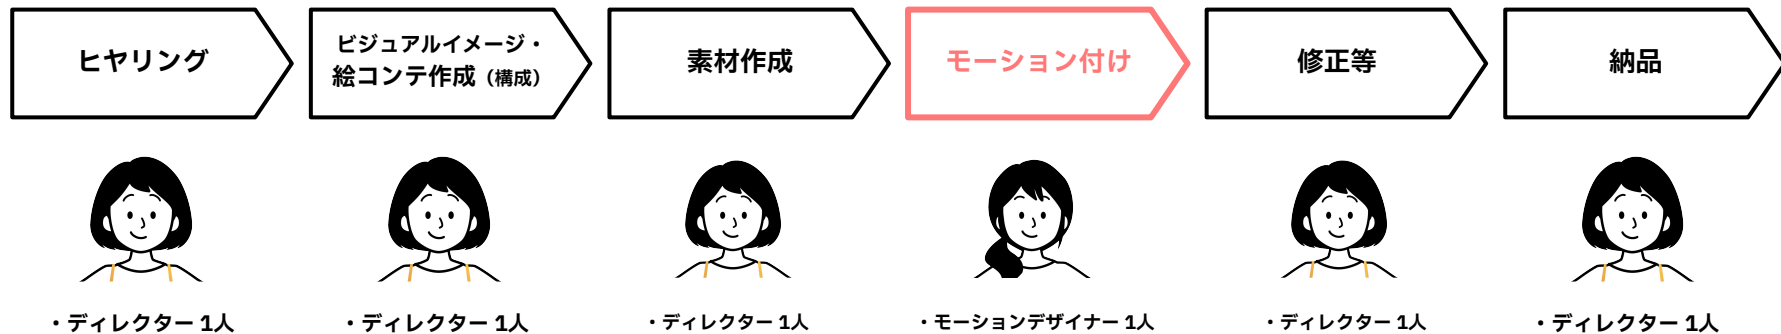 ヒヤリング
ビジュアルイメージ・
絵コンテ作成（構成）
素材作成
モーション付け
修正等
納品
・ディレクター 1人
・ディレクター 1人
・ディレクター 1人
・モーションデザイナー 1人
・ディレクター 1人
・ディレクター 1人